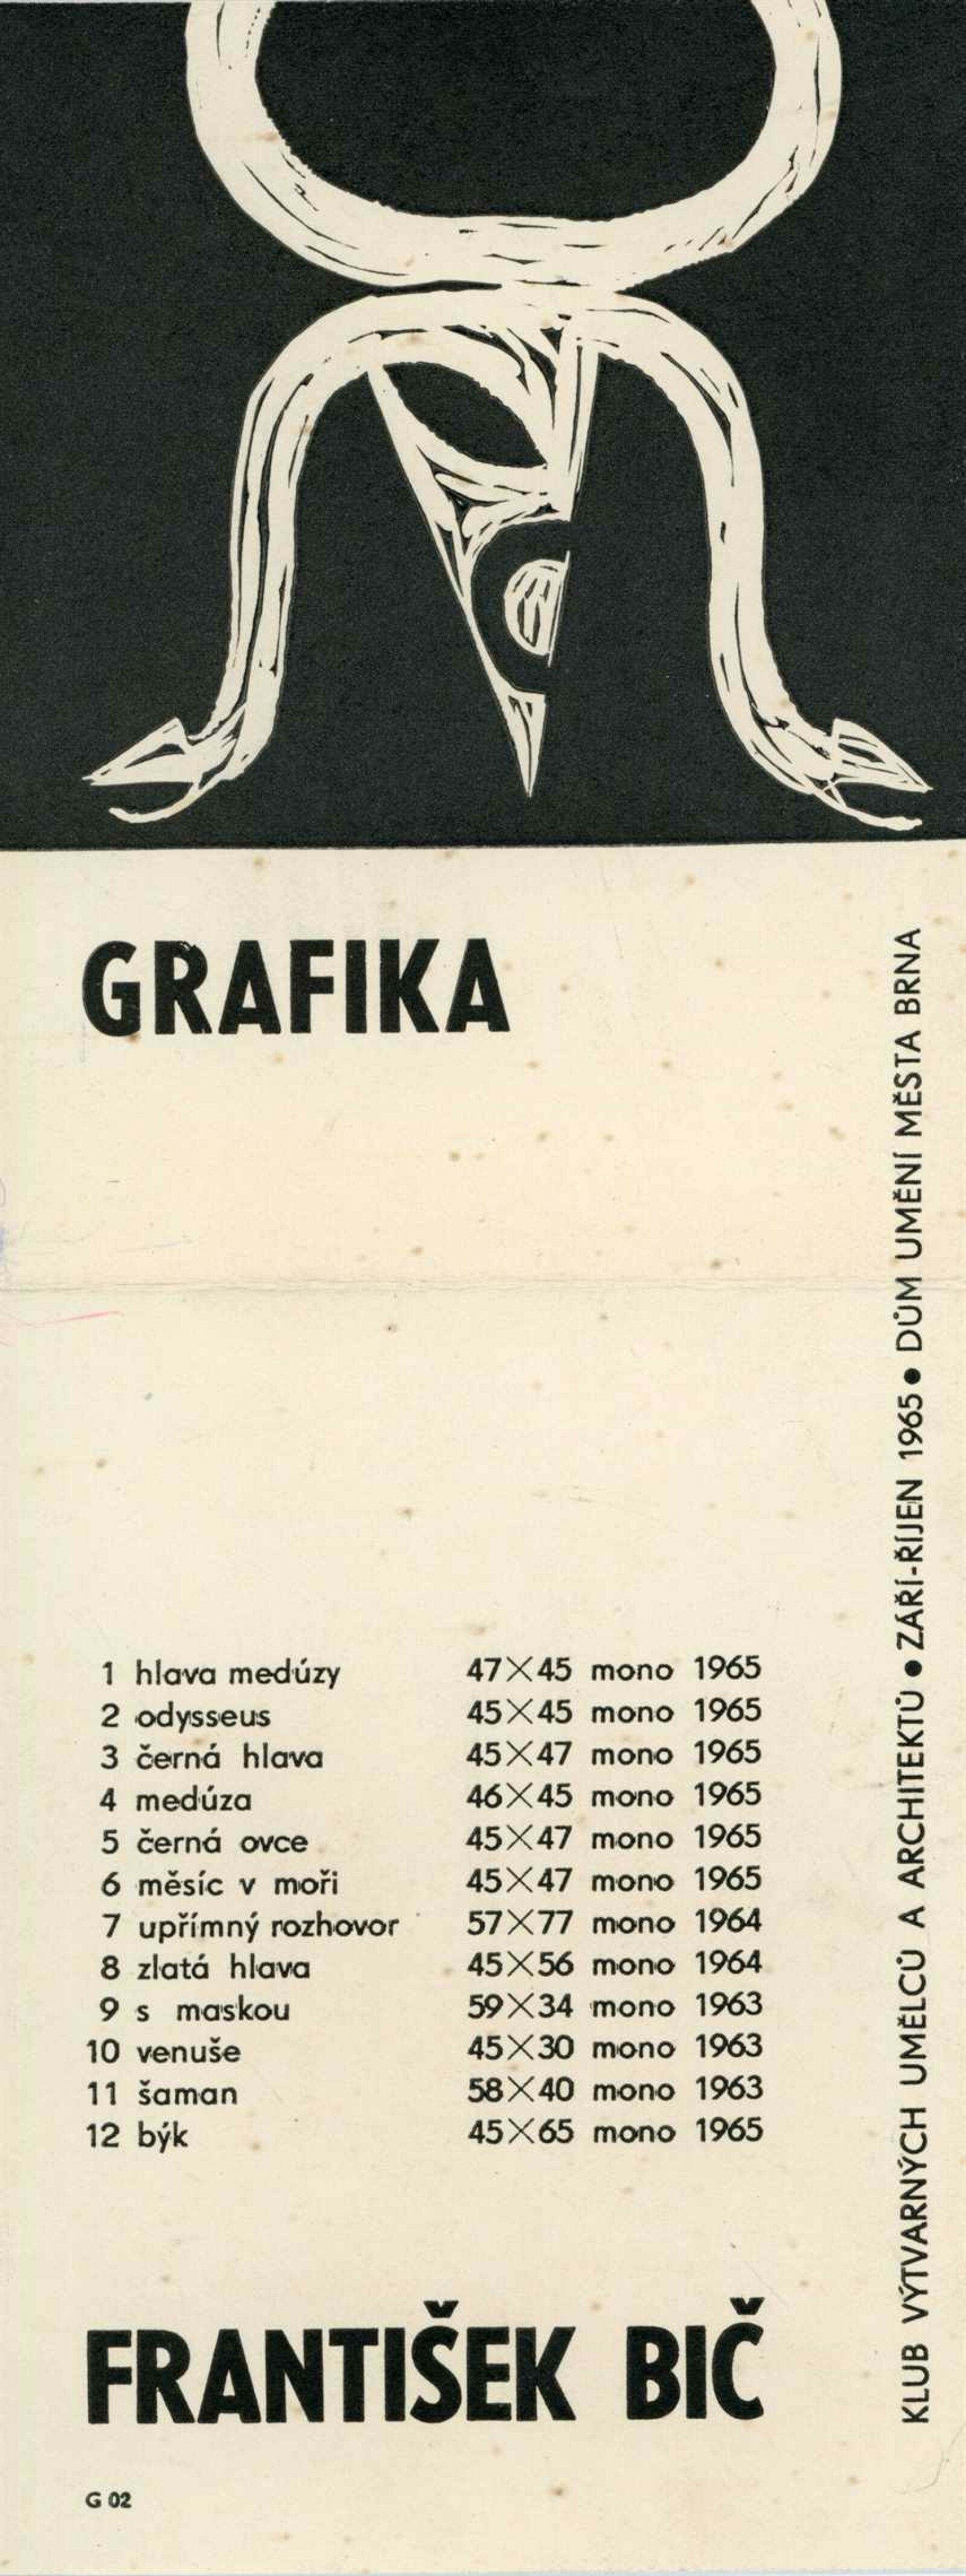 GRAFIKA
KLUB VÝTVARNÝCH UMĚLCŮ A ARCHITEKTŮ • ZÁŘÍ-ŘÍJEN 1965 • DŮM UMĚNÍ MĚSTA BRNA
1 hlava medúzy 47×45 mono 1965
2 odysseus 45×45 mono 1965
3 černá hlava 45×47 mono 1965
4 medúza 46×45 mono 1965
5 černá ovce 45×47 mono 1965
6 měsíc v moři 45×47 mono 1965
7 upřímný rozhovor 57×77 mono 1964
8 zlatá hlava 45×56 mono 1964
9 s maskou 59×34 mono 1963
10 venuše 45×30 mono 1963
11 šaman 58×40 mono 1963
12 býk 45×65 mono 1965
FRANTIŠEK BIČ
G 02